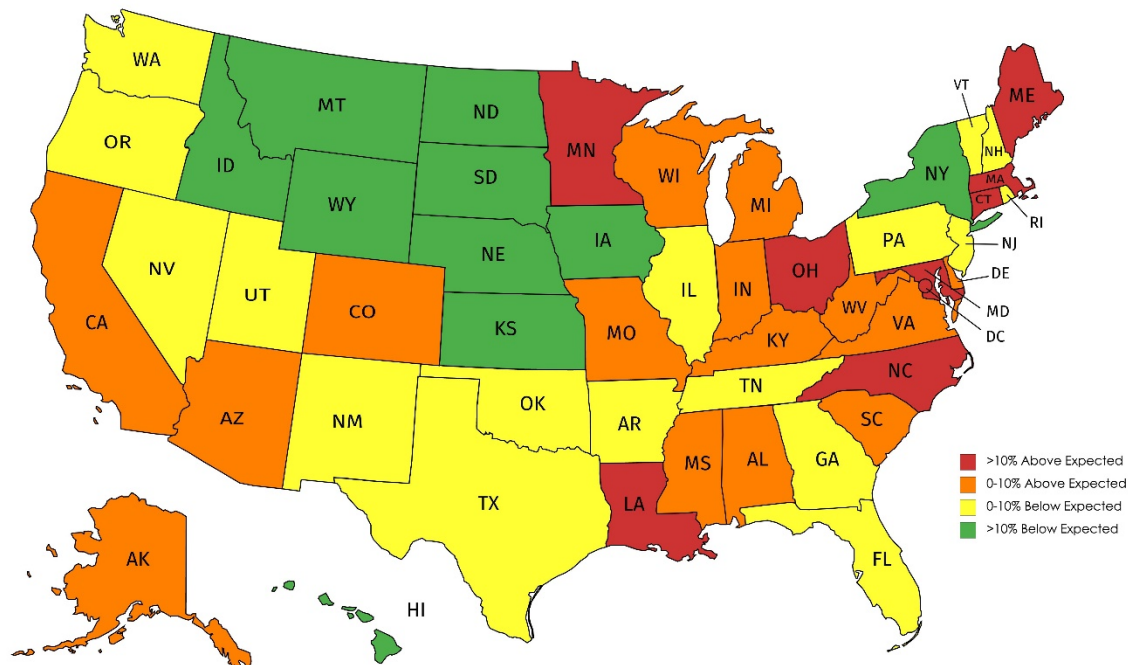 WA
OR
CA
NV
ID
MT
WY
UT
CO
AZ
NM
ND
SD
NE
KS
OK
TX
MN
IA
MO
AR
LA
WI
IL
MI
IN
OH
KY
TN
MS
AL
GA
FL
SC
NC
VA
WV
PA
NY
VT
NH
ME
MA
CT
RI
NJ
DE
MD
DC
AK
HI
>10% Above Expected
0-10% Above Expected
0-10% Below Expected
>10% Below Expected